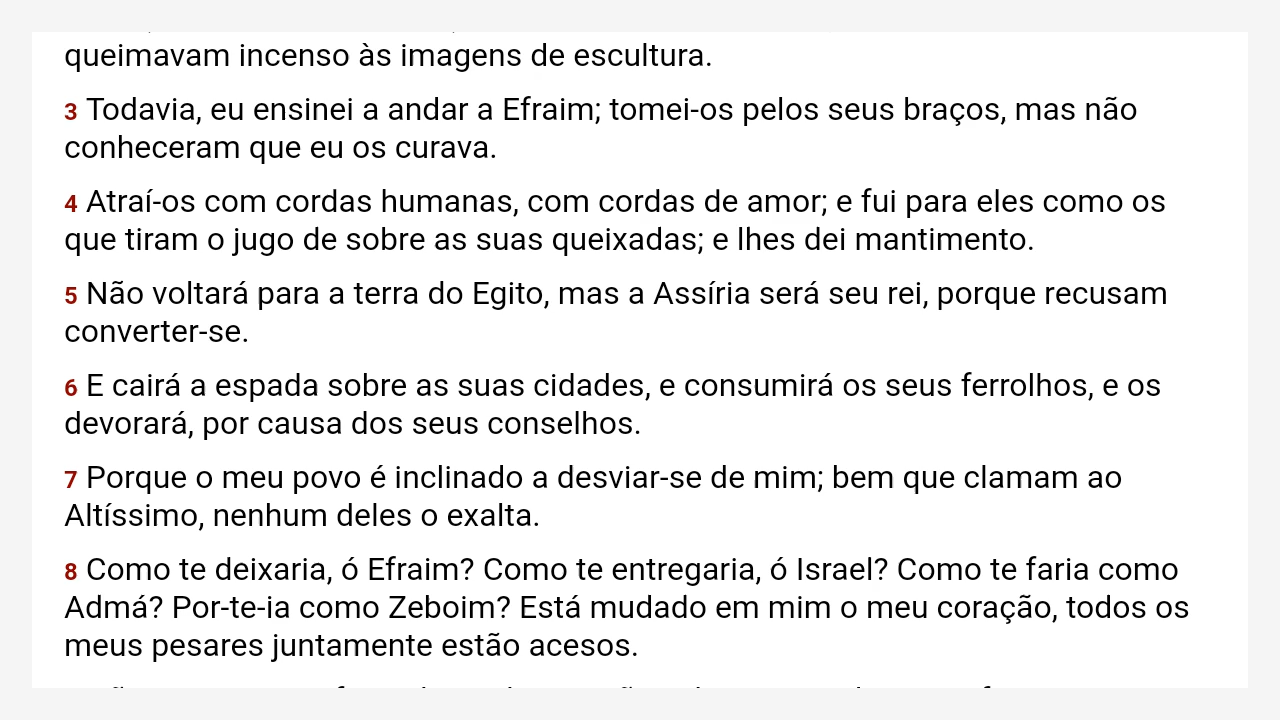 queimavam incenso às imagens de escultura.
3 Todavia, eu ensinei a andar a Efraim; tomei-os pelos seus braços, mas não
conheceram que eu os curava.
4 Atraí-os com cordas humanas, com cordas de amor; e fui para eles como os
que tiram o jugo de sobre as suas queixadas; e lhes dei mantimento.
5 Não voltará para a terra do Egito, mas a Assíria será seu rei, porque recusam
converter-se.
6 E cairá a espada sobre as suas cidades, e consumirá os seus ferrolhos, e os
devorará, por causa dos seus conselhos.
7 Porque o meu povo é inclinado a desviar-se de mim; bem que clamam ao
Altíssimo, nenhum deles o exalta.
8 Como te deixaria, ó Efraim? Como te entregaria, ó Israel? Como te faria como
Admá? Por-te-ia como Zeboim? Está mudado em mim o meu coração, todos os
meus pesares juntamente estão acesos.